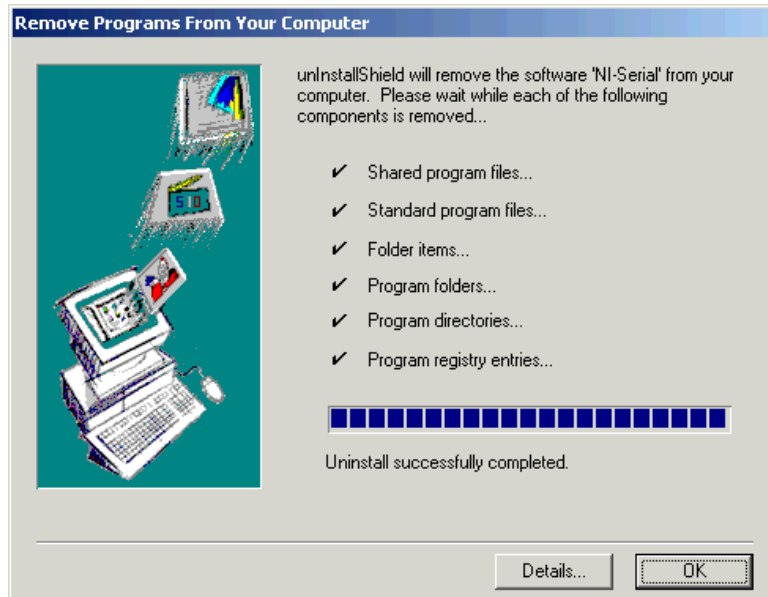 Remove Programs From Your Computer
unInstallShield will remove the software 'NI-Serial' from your
computer. Please wait while each of the following
components is removed...
✔ Shared program files...
✔ Standard program files...
✔ Folder items...
✔ Program folders...
✔ Program directories...
✔ Program registry entries...
Uninstall successfully completed.
Details... OK